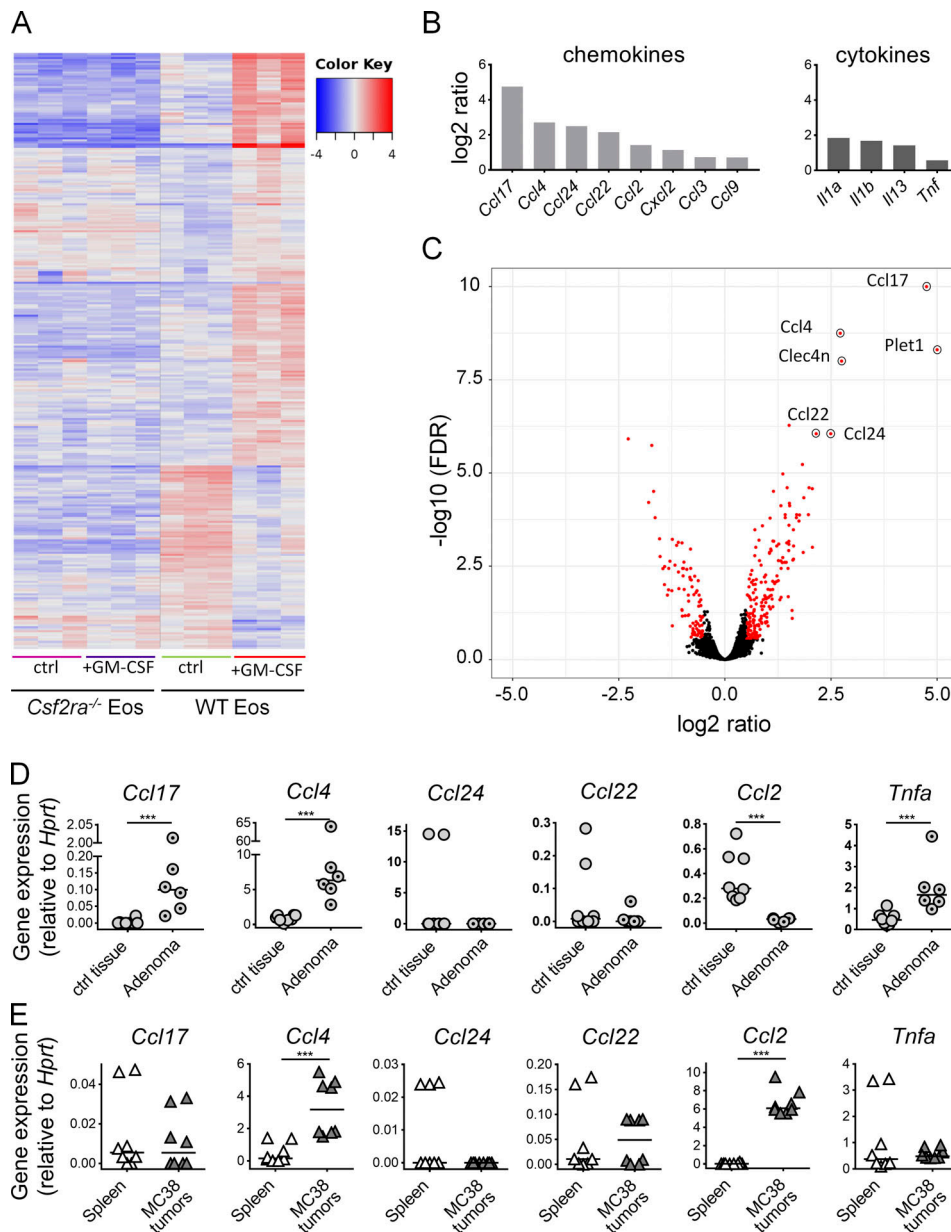 A
Color Key
-4 0 4
ctrl +GM-CSF ctrl +GM-CSF
Csf2ra-/- Eos WT Eos
B
chemokines
cytokines
log2 ratio
6
4
2
0
Ccl17 Ccl4 Ccl24 Ccl22 Ccl2 Cxcl2 Ccl3 Ccl9
6
4
2
0
Il1a Il1b Il13 Tnf
C
-log10 (FDR)
10
7.5
5.0
2.5
0.0
Ccl17
Ccl4
Plet1
Clec4n
Ccl22
Ccl24
-5.0 -2.5 0.0 2.5 5.0
log2 ratio
D
Gene expression
(relative to Hprt)
Ccl17
***
2.05
2.00
0.20
0.15
0.10
0.05
0.00
ctrl tissue Adenoma
Ccl4
***
65
60
10
5
0
ctrl tissue Adenoma
Ccl24
15
10
5
0
ctrl tissue Adenoma
Ccl22
0.3
0.2
0.1
0.0
ctrl tissue Adenoma
Ccl2
***
0.8
0.6
0.4
0.2
0.0
ctrl tissue Adenoma
Tnfa
***
5
4
3
2
1
0
ctrl tissue Adenoma
E
Gene expression
(relative to Hprt)
Ccl17
0.04
0.02
0.00
Spleen MC38
tumors
Ccl4
***
6
4
2
0
Spleen MC38
tumors
Ccl24
0.03
0.02
0.01
0.00
Spleen MC38
tumors
Ccl22
0.20
0.15
0.10
0.05
0.00
Spleen MC38
tumors
Ccl2
***
10
8
6
4
2
0
Spleen MC38
tumors
Tnfa
4
3
2
1
0
Spleen MC38
tumors